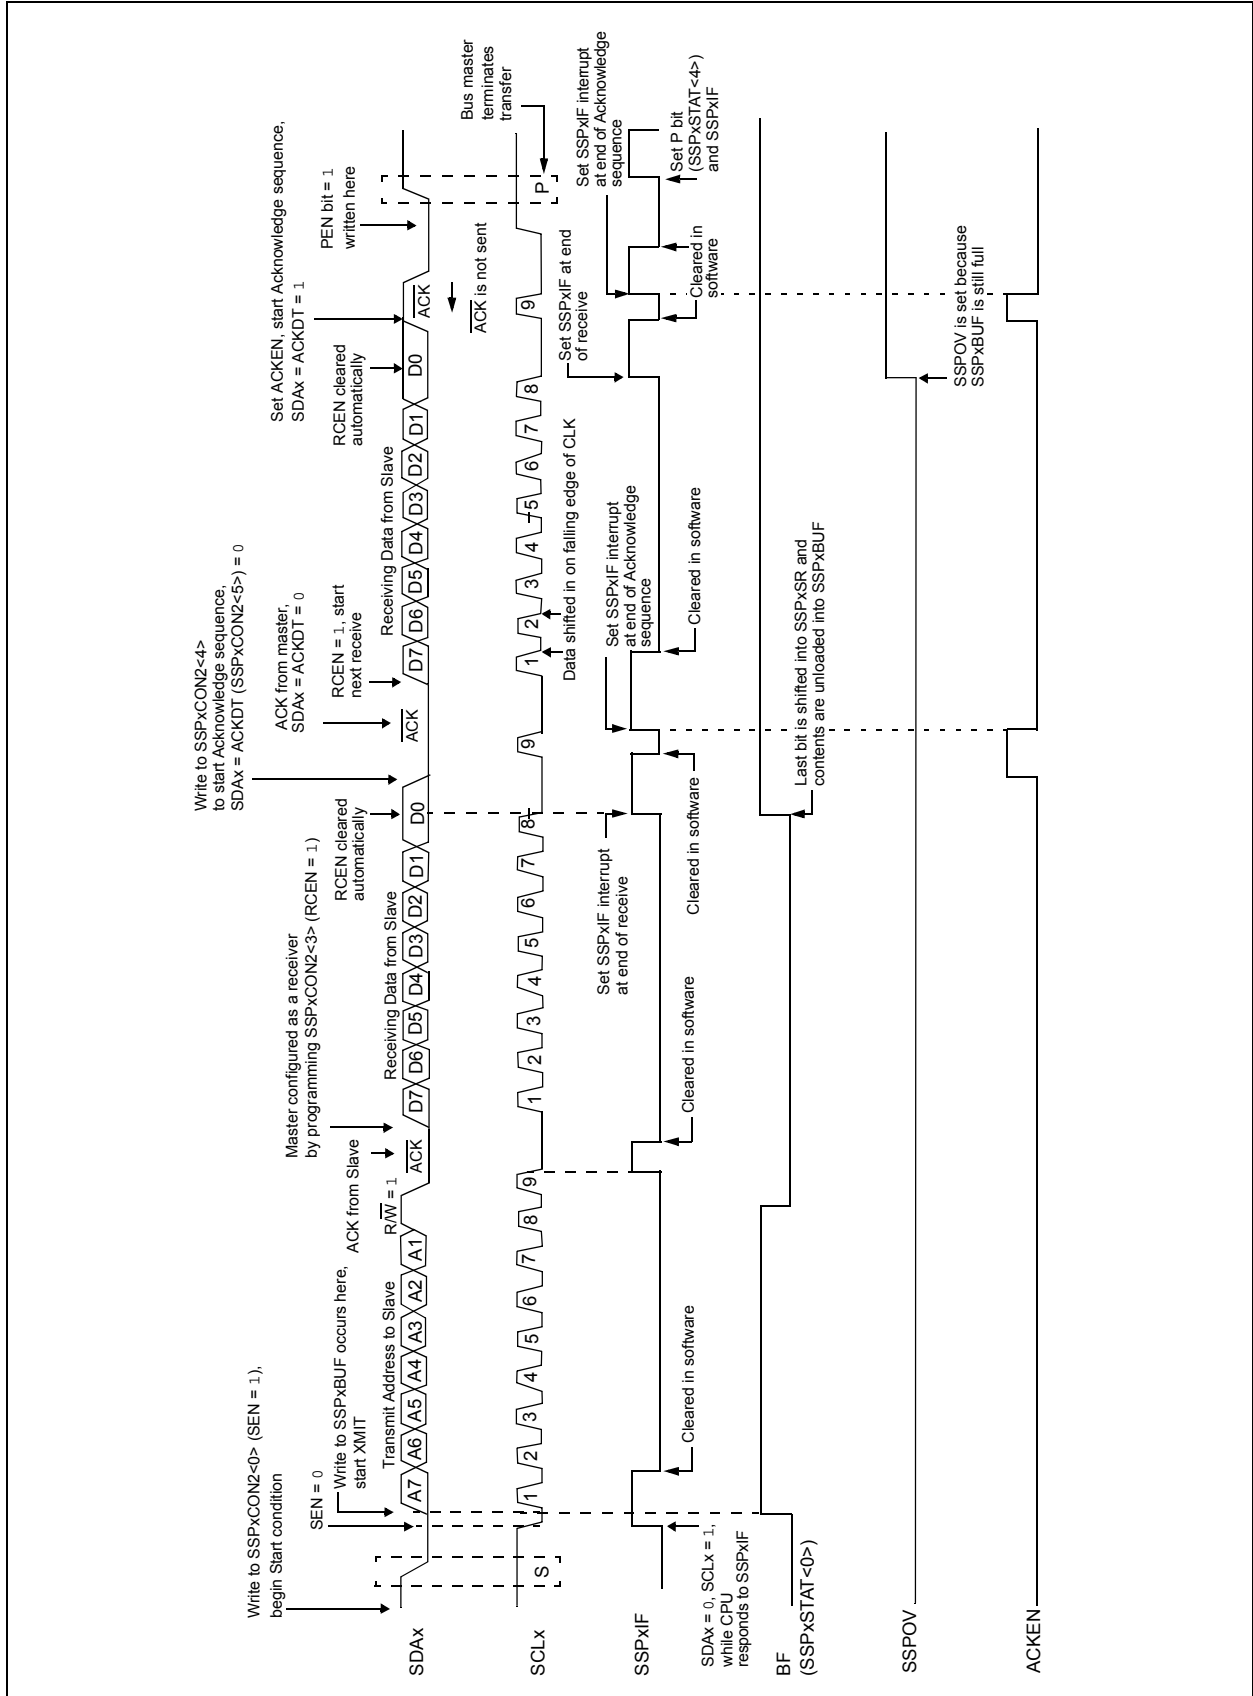 Write to SSPxCON2<0> (SEN = 1),
begin Start condition
SEN = 0
Write to SSPxBUF occurs here,
start XMIT
ACK from Slave
Master configured as a receiver
by programming SSPxCON2<3> (RCEN = 1)
RCEN cleared
automatically
Write to SSPxCON2<4>
to start Acknowledge sequence,
SDAx = ACKDT (SSPxCON2<5>) = 0
ACK from master,
SDAx = ACKDT = 0
RCEN = 1, start
next receive
RCEN cleared
automatically
Set ACKEN, start Acknowledge sequence,
SDAx = ACKDT = 1
PEN bit = 1
written here
Transmit Address to Slave
R/W = 1
Receiving Data from Slave
Receiving Data from Slave
SDAx
A7 A6 A5 A4 A3 A2 A1
ACK
D7 D6 D5 D4 D3 D2 D1 D0
ACK
D7 D6 D5 D4 D3 D2 D1 D0
ACK
ACK is not sent
Bus master
terminates
transfer
SCLx
S
1 2 3 4 5 6 7 8 9
1 2 3 4 5 6 7 8
9
1 2 3 4 5 6 7 8
9
P
Data shifted in on falling edge of CLK
Set SSPxIF interrupt
at end of receive
Set SSPxIF interrupt
at end of Acknowledge
sequence
Set SSPxIF at end
of receive
Set SSPxIF interrupt
at end of Acknowledge
sequence
SSPxIF
SDAx = 0, SCLx = 1,
while CPU
responds to SSPxIF
Cleared in software
Cleared in software
Cleared in software
Cleared in software
Cleared in
software
Set P bit
(SSPxSTAT<4>)
and SSPxIF
BF
(SSPxSTAT<0>)
Last bit is shifted into SSPxSR and
contents are unloaded into SSPxBUF
SSPOV
SSPOV is set because
SSPxBUF is still full
ACKEN